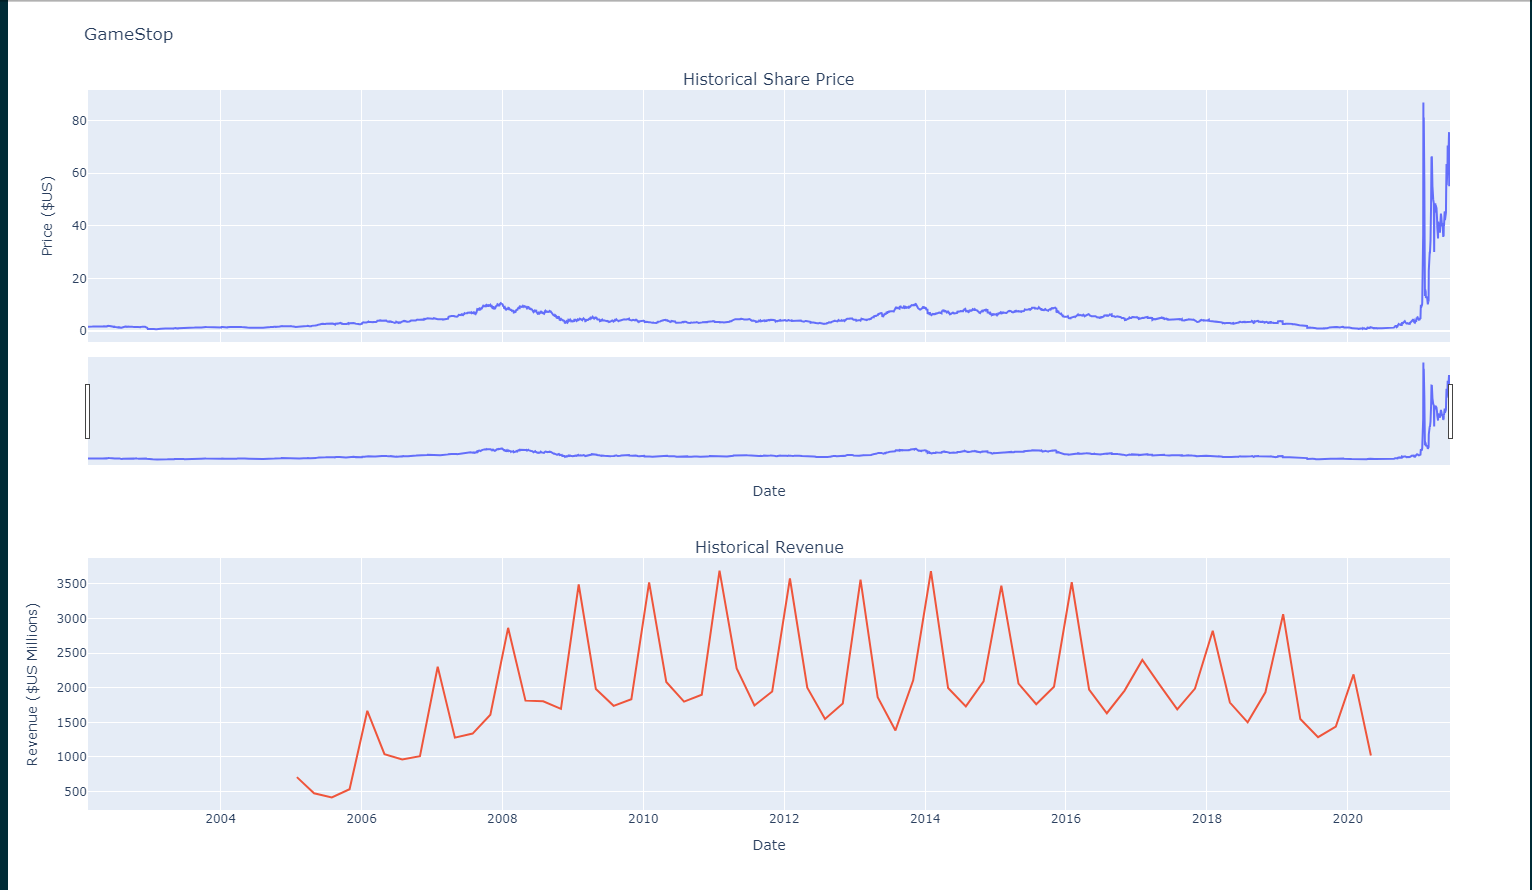 GameStop
Historical Share Price
80
60
40
20
0
Price ($US)
Date
Historical Revenue
3500
3000
2500
2000
1500
1000
500
Revenue ($US Millions)
2004 2006 2008 2010 2012 2014 2016 2018 2020
Date